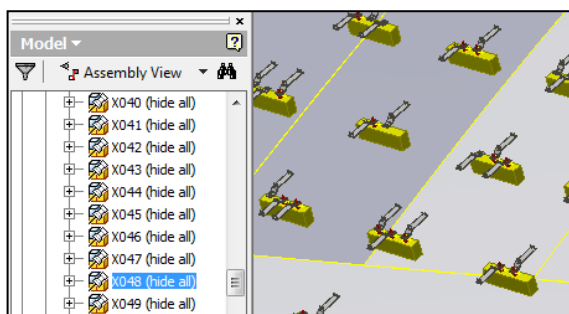 Model
Assembly View
X040 (hide all)
X041 (hide all)
X042 (hide all)
X043 (hide all)
X044 (hide all)
X045 (hide all)
X046 (hide all)
X047 (hide all)
X048 (hide all)
X049 (hide all)